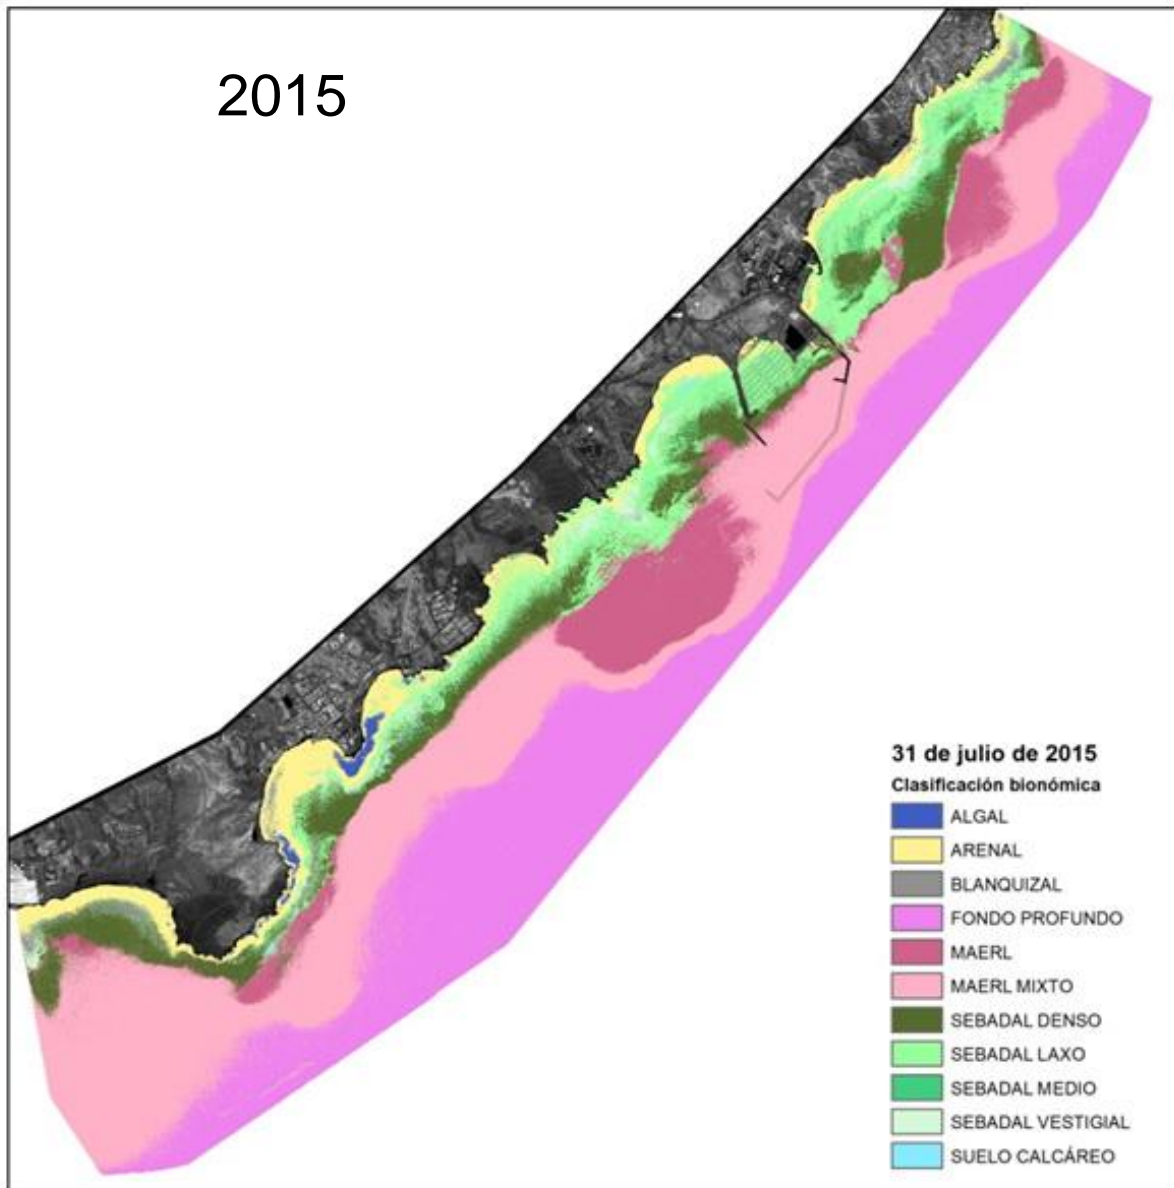 2015
31 de julio de 2015
Clasificación bionómica
ALGAL
ARENAL
BLANQUIZAL
FONDO PROFUNDO
MAERL
MAERL MIXTO
SEBADAL DENSO
SEBADAL LAXO
SEBADAL MEDIO
SEBADAL VESTIGIAL
SUELO CALCÁREO